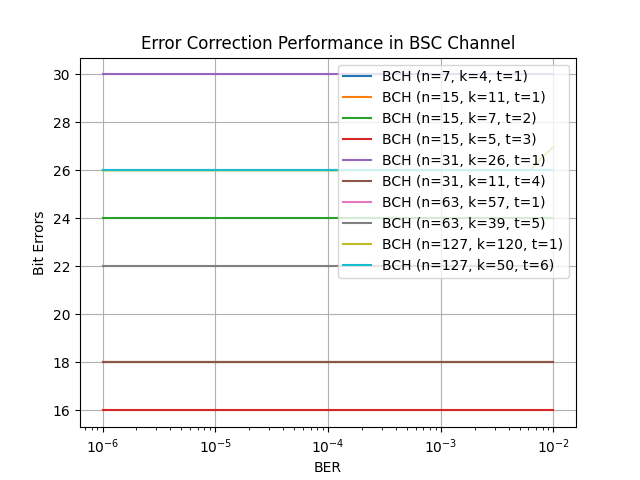 Error Correction Performance in BSC Channel
BCH (n=7, k=4, t=1)
BCH (n=15, k=11, t=1)
BCH (n=15, k=7, t=2)
BCH (n=15, k=5, t=3)
BCH (n=31, k=26, t=1)
BCH (n=31, k=11, t=4)
BCH (n=63, k=57, t=1)
BCH (n=63, k=39, t=5)
BCH (n=127, k=120, t=1)
BCH (n=127, k=50, t=6)
30
28
26
24
22
20
18
16
Bit Errors
10⁻⁶ 10⁻⁵ 10⁻⁴ 10⁻³ 10⁻²
BER